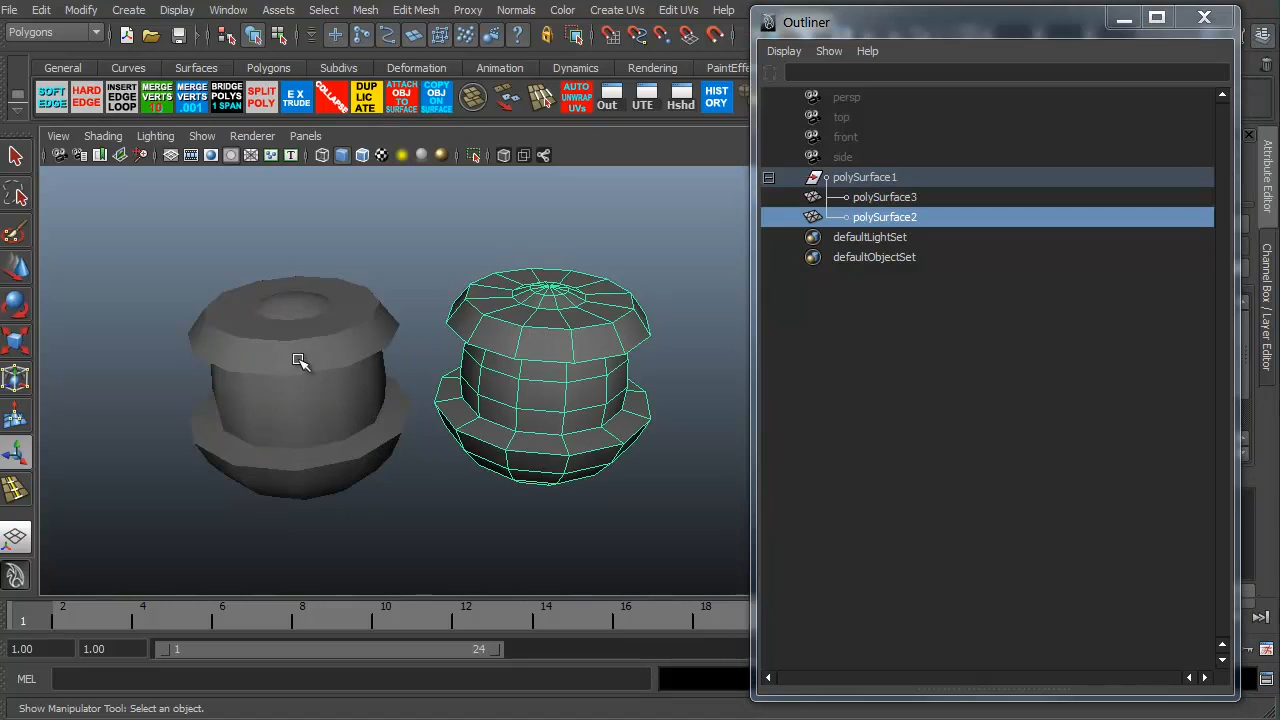 File Edit Modify Create Display Window Assets Select Mesh Edit Mesh Proxy Normals Color Create UVs Edit UVs
Outliner
Polygons
Display Show Help
General Curves Surfaces Polygons Subdivs Deformation Animation Dynamics Rendering PaintEffe
SOFT EDGE
HARD EDGE
INSERT EDGE LOOP
MERGE VERTS 10
MERGE VERTS .001
BRIDGE POLYS 1 SPAN
SPLIT POLY
EX TRUDE
COLLAPSE
DUP LIC ATE
ATTACH OBJ TO SURFACE
COPY OBJ ON SURFACE
AUTO UNWRAP UVs
Out
UTE
Hshd
HIST ORY
View Shading Lighting Show Renderer Panels
persp
top
front
side
polySurface1
polySurface3
polySurface2
defaultLightSet
defaultObjectSet
Attribute Editor
Channel Box / Layer Editor
2 4 6 8 10 12 14 16 18
1
1.00 1.00 1 24
MEL
Show Manipulator Tool: Select an object.